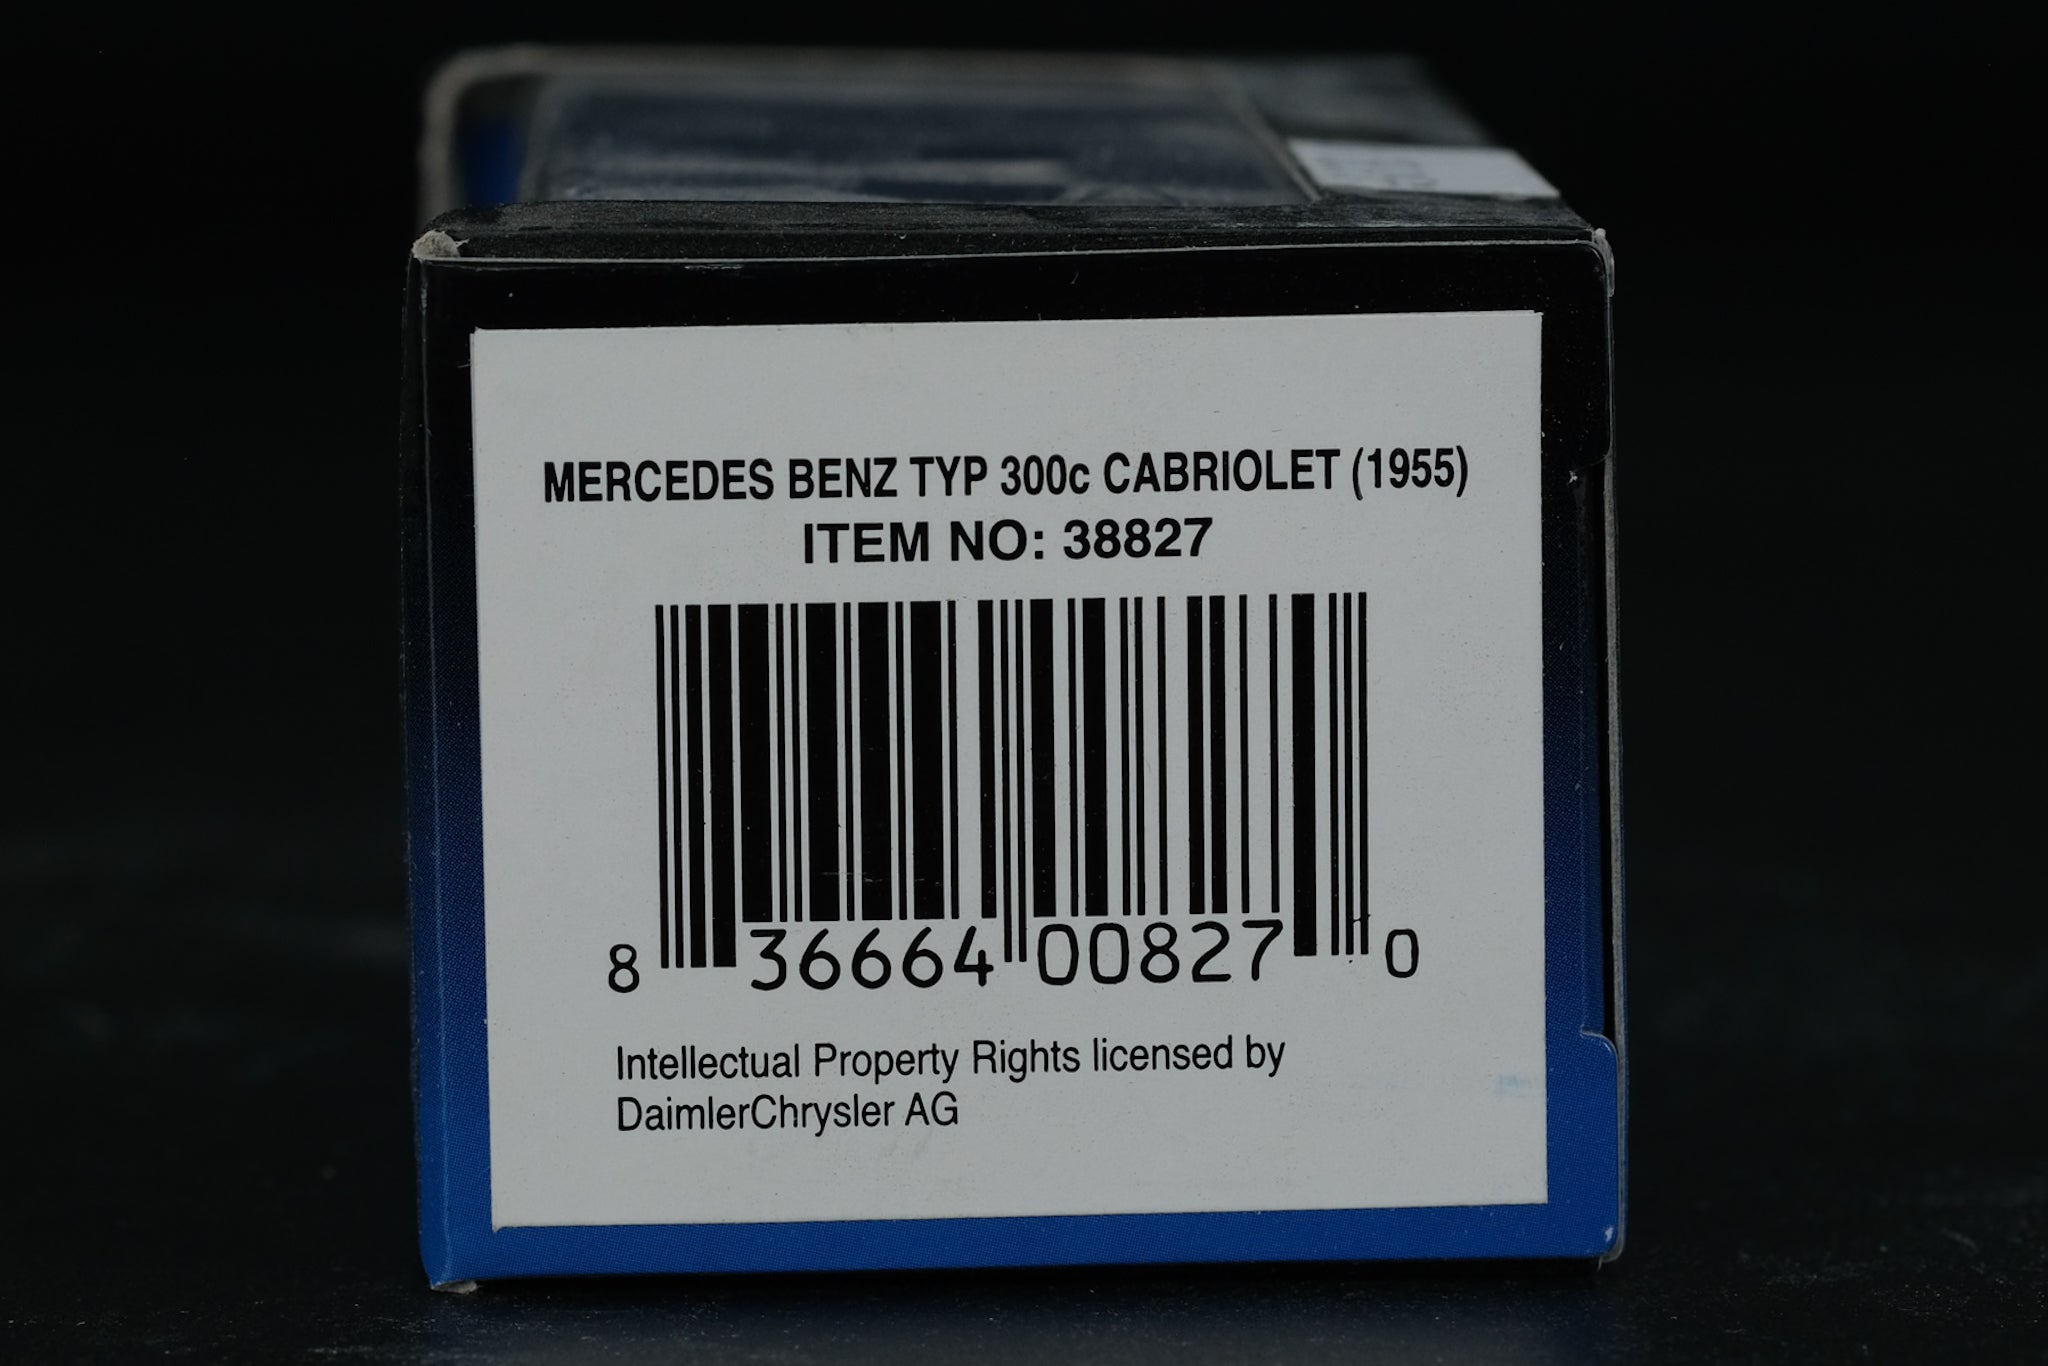 MERCEDES BENZ TYP 300c CABRIOLET (1955)
ITEM NO: 38827
8 36664 00827 0
Intellectual Property Rights licensed by
DaimlerChrysler AG